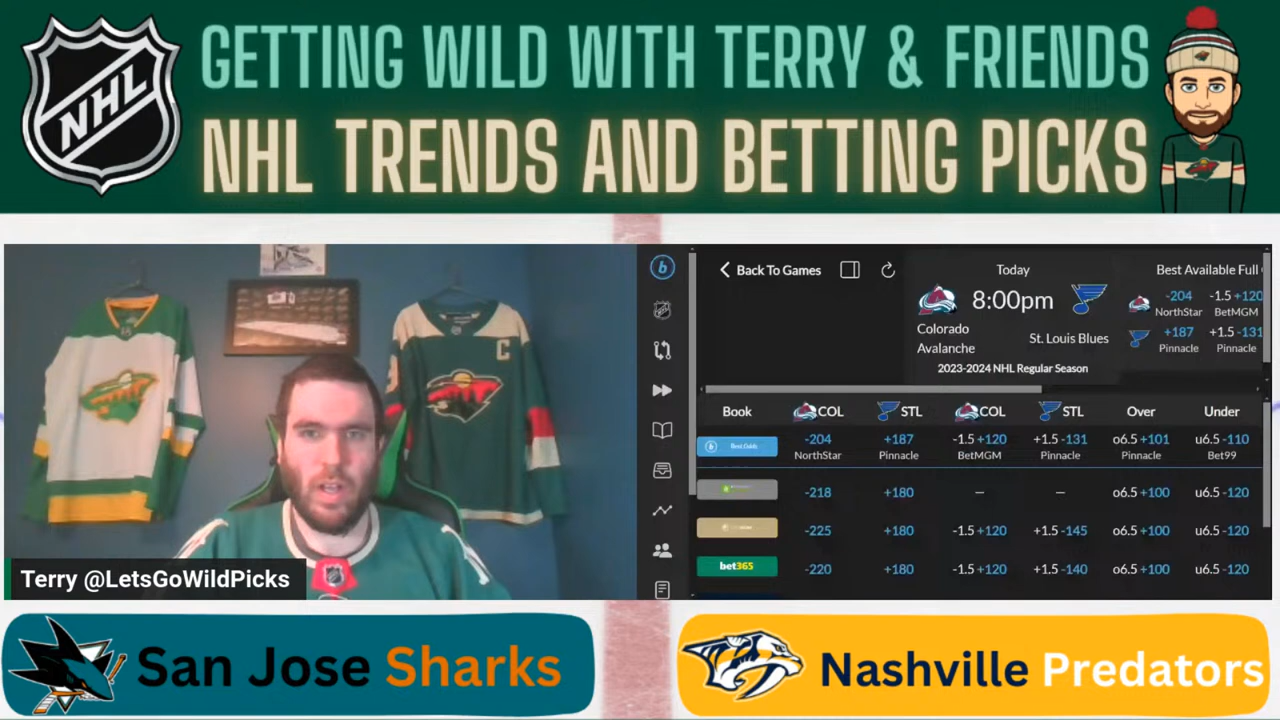 NHL
GETTING WILD WITH TERRY & FRIENDS
NHL TRENDS AND BETTING PICKS
C
Terry @LetsGoWildPicks
b
Back To Games
Today
8:00pm
Colorado
Avalanche
St. Louis Blues
2023-2024 NHL Regular Season
Best Available Full
-204 -1.5 +120
NorthStar BetMGM
+187 +1.5 -131
Pinnacle Pinnacle
Book COL STL COL STL Over Under
b Best Odds -204 +187 -1.5 +120 +1.5 -131 o6.5 +101 u6.5 -110
NorthStar Pinnacle BetMGM Pinnacle Pinnacle Bet99
-218 +180 — — o6.5 +100 u6.5 -120
-225 +180 -1.5 +120 +1.5 -145 o6.5 +100 u6.5 -120
bet365 -220 +180 -1.5 +120 +1.5 -140 o6.5 +100 u6.5 -120
San Jose Sharks
Nashville Predators